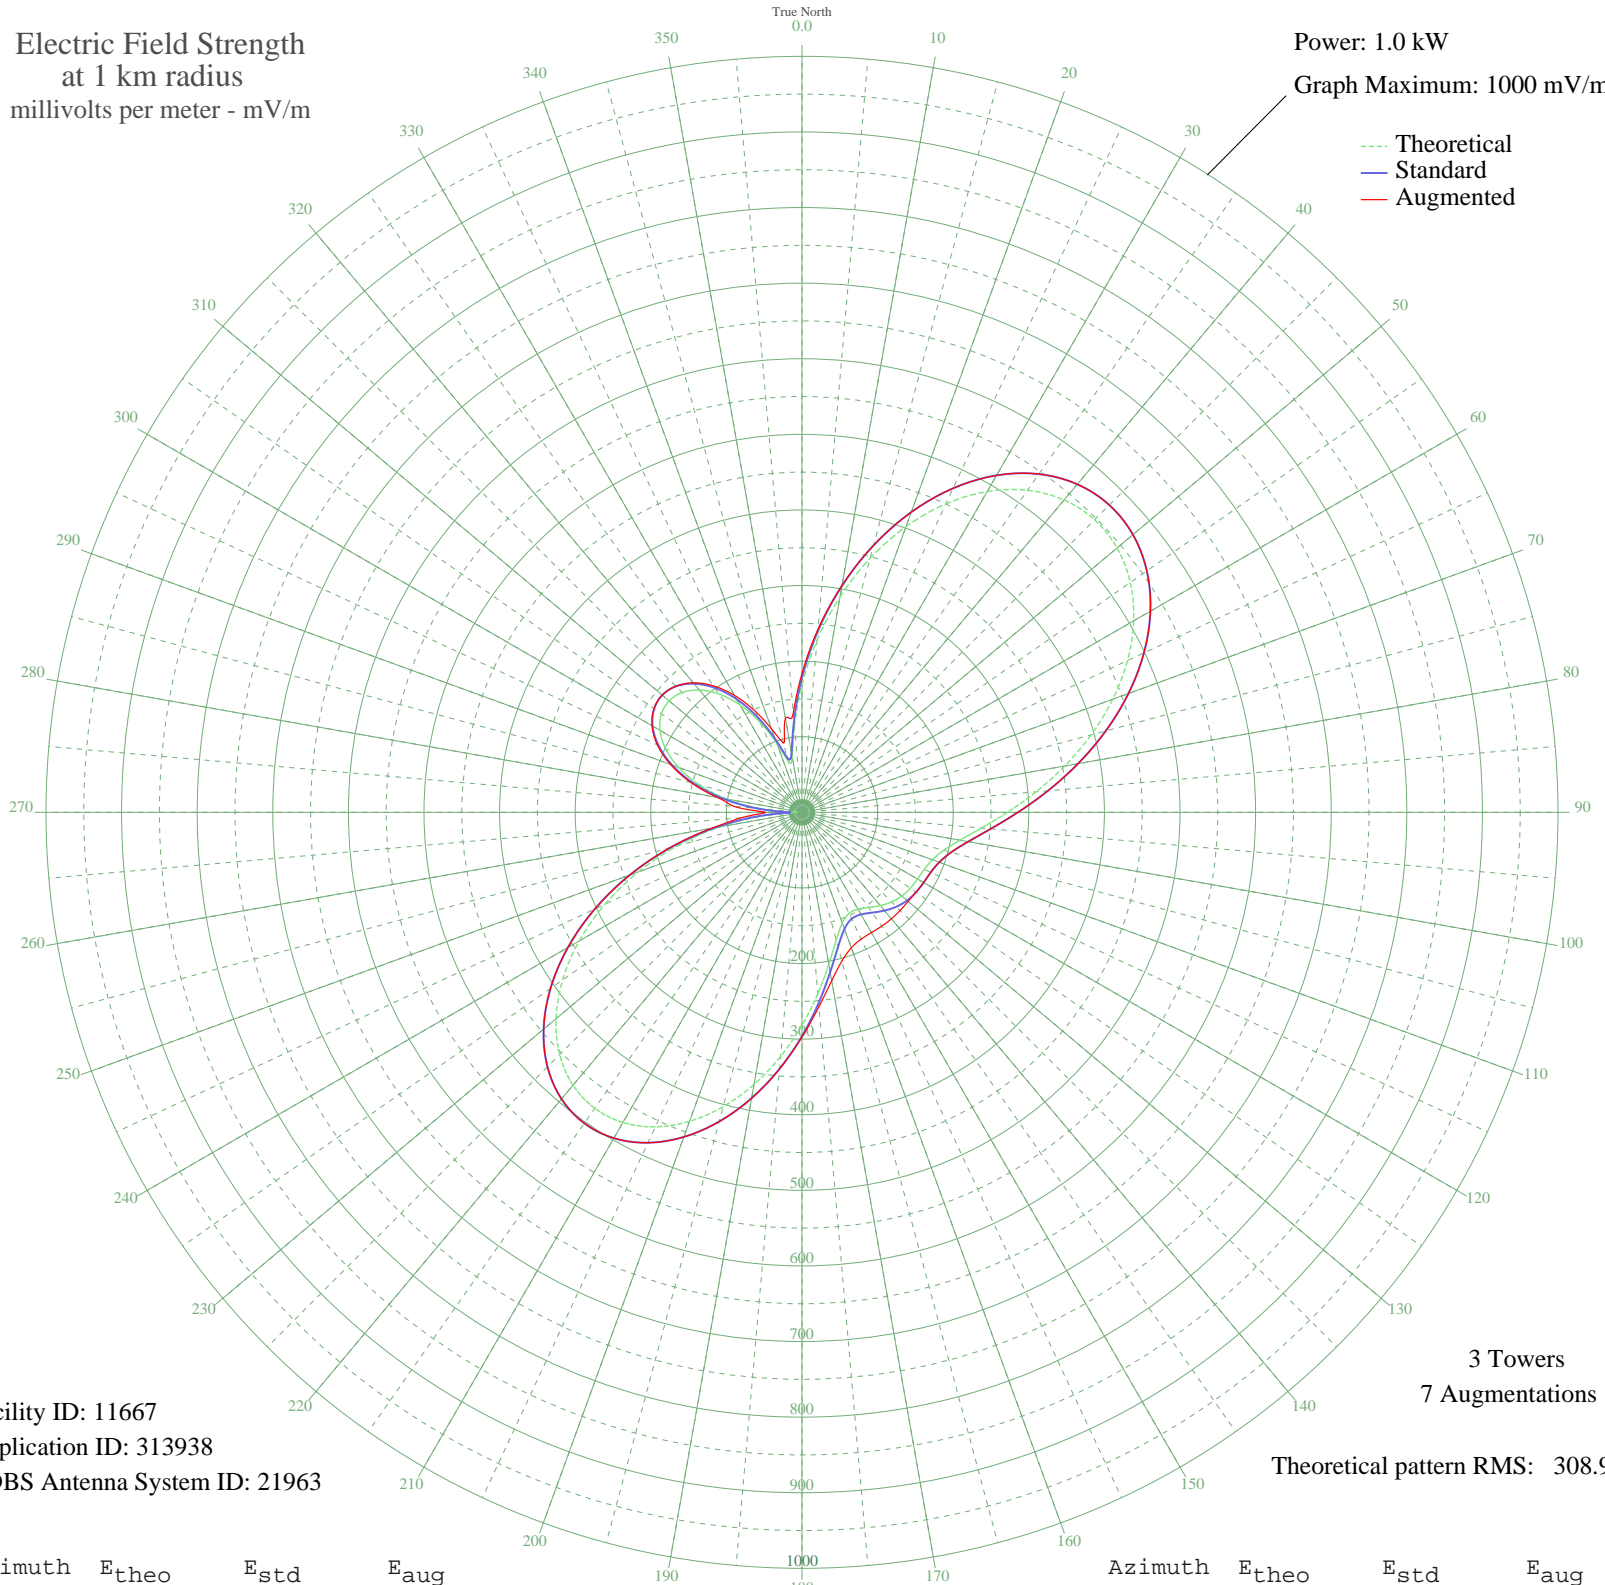 True North
Electric Field Strength
at 1 km radius
millivolts per meter - mV/m
Power: 1.0 kW
Graph Maximum: 1000 mV/m
Theoretical
Standard
Augmented
0.0
10
20
30
40
50
60
70
80
90
100
110
120
130
140
150
160
170
190
200
210
220
230
240
250
260
270
280
290
300
310
320
330
340
350
200
300
400
500
600
700
800
900
1000
3 Towers
7 Augmentations
Theoretical pattern RMS: 308.9
cility ID: 11667
plication ID: 313938
DBS Antenna System ID: 21963
imuth Etheo Estd Eaug
Azimuth Etheo Estd Eaug